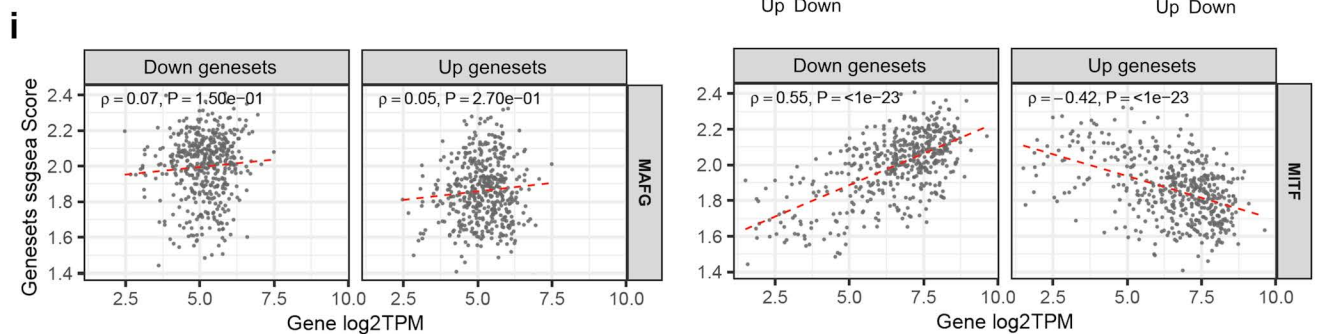 Up Down
Up Down
i
Down genesets
Up genesets
Genesets ssgsea Score
2.4
2.2
2.0
1.8
1.6
1.4
ρ = 0.07, P = 1.50e−01
ρ = 0.05, P = 2.70e−01
MAFG
2.5 5.0 7.5 10.0 2.5 5.0 7.5 10.0
Gene log2TPM
Down genesets
Up genesets
2.4
2.2
2.0
1.8
1.6
1.4
ρ = 0.55, P = <1e−23
ρ = −0.42, P = <1e−23
MITF
2.5 5.0 7.5 10.0 2.5 5.0 7.5 10.0
Gene log2TPM